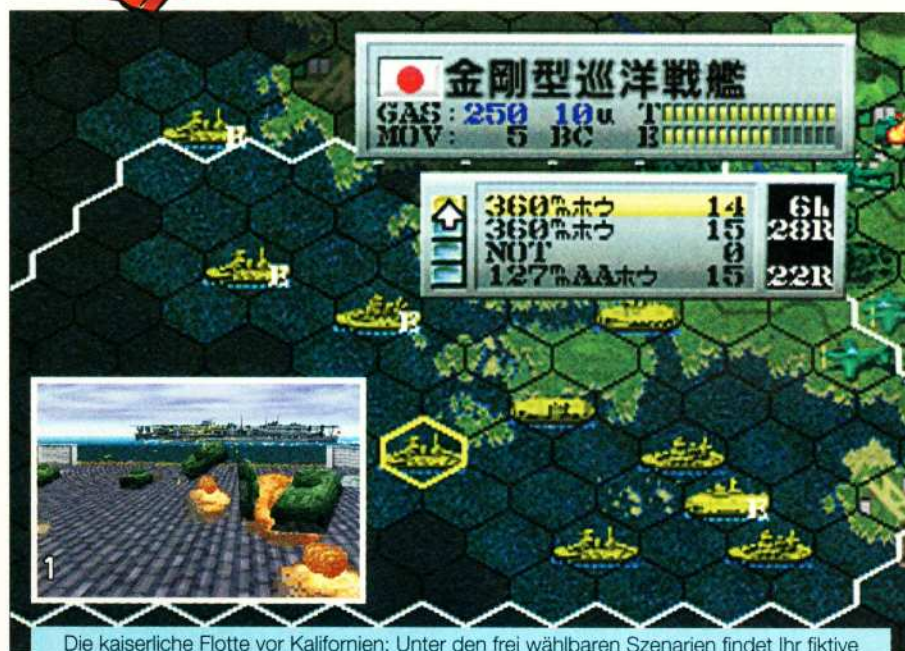 金剛型巡洋戦艦
GAS: 250 10u T
MOV: 5 BC E
360mmホウ 14 6h
360mmホウ 15 28R
NOT 0
127mmAAホウ 15 22R
E
E
E
E
1
Die kaiserliche Flotte vor Kalifornien: Unter den frei wählbaren Szenarien findet Ihr fiktive